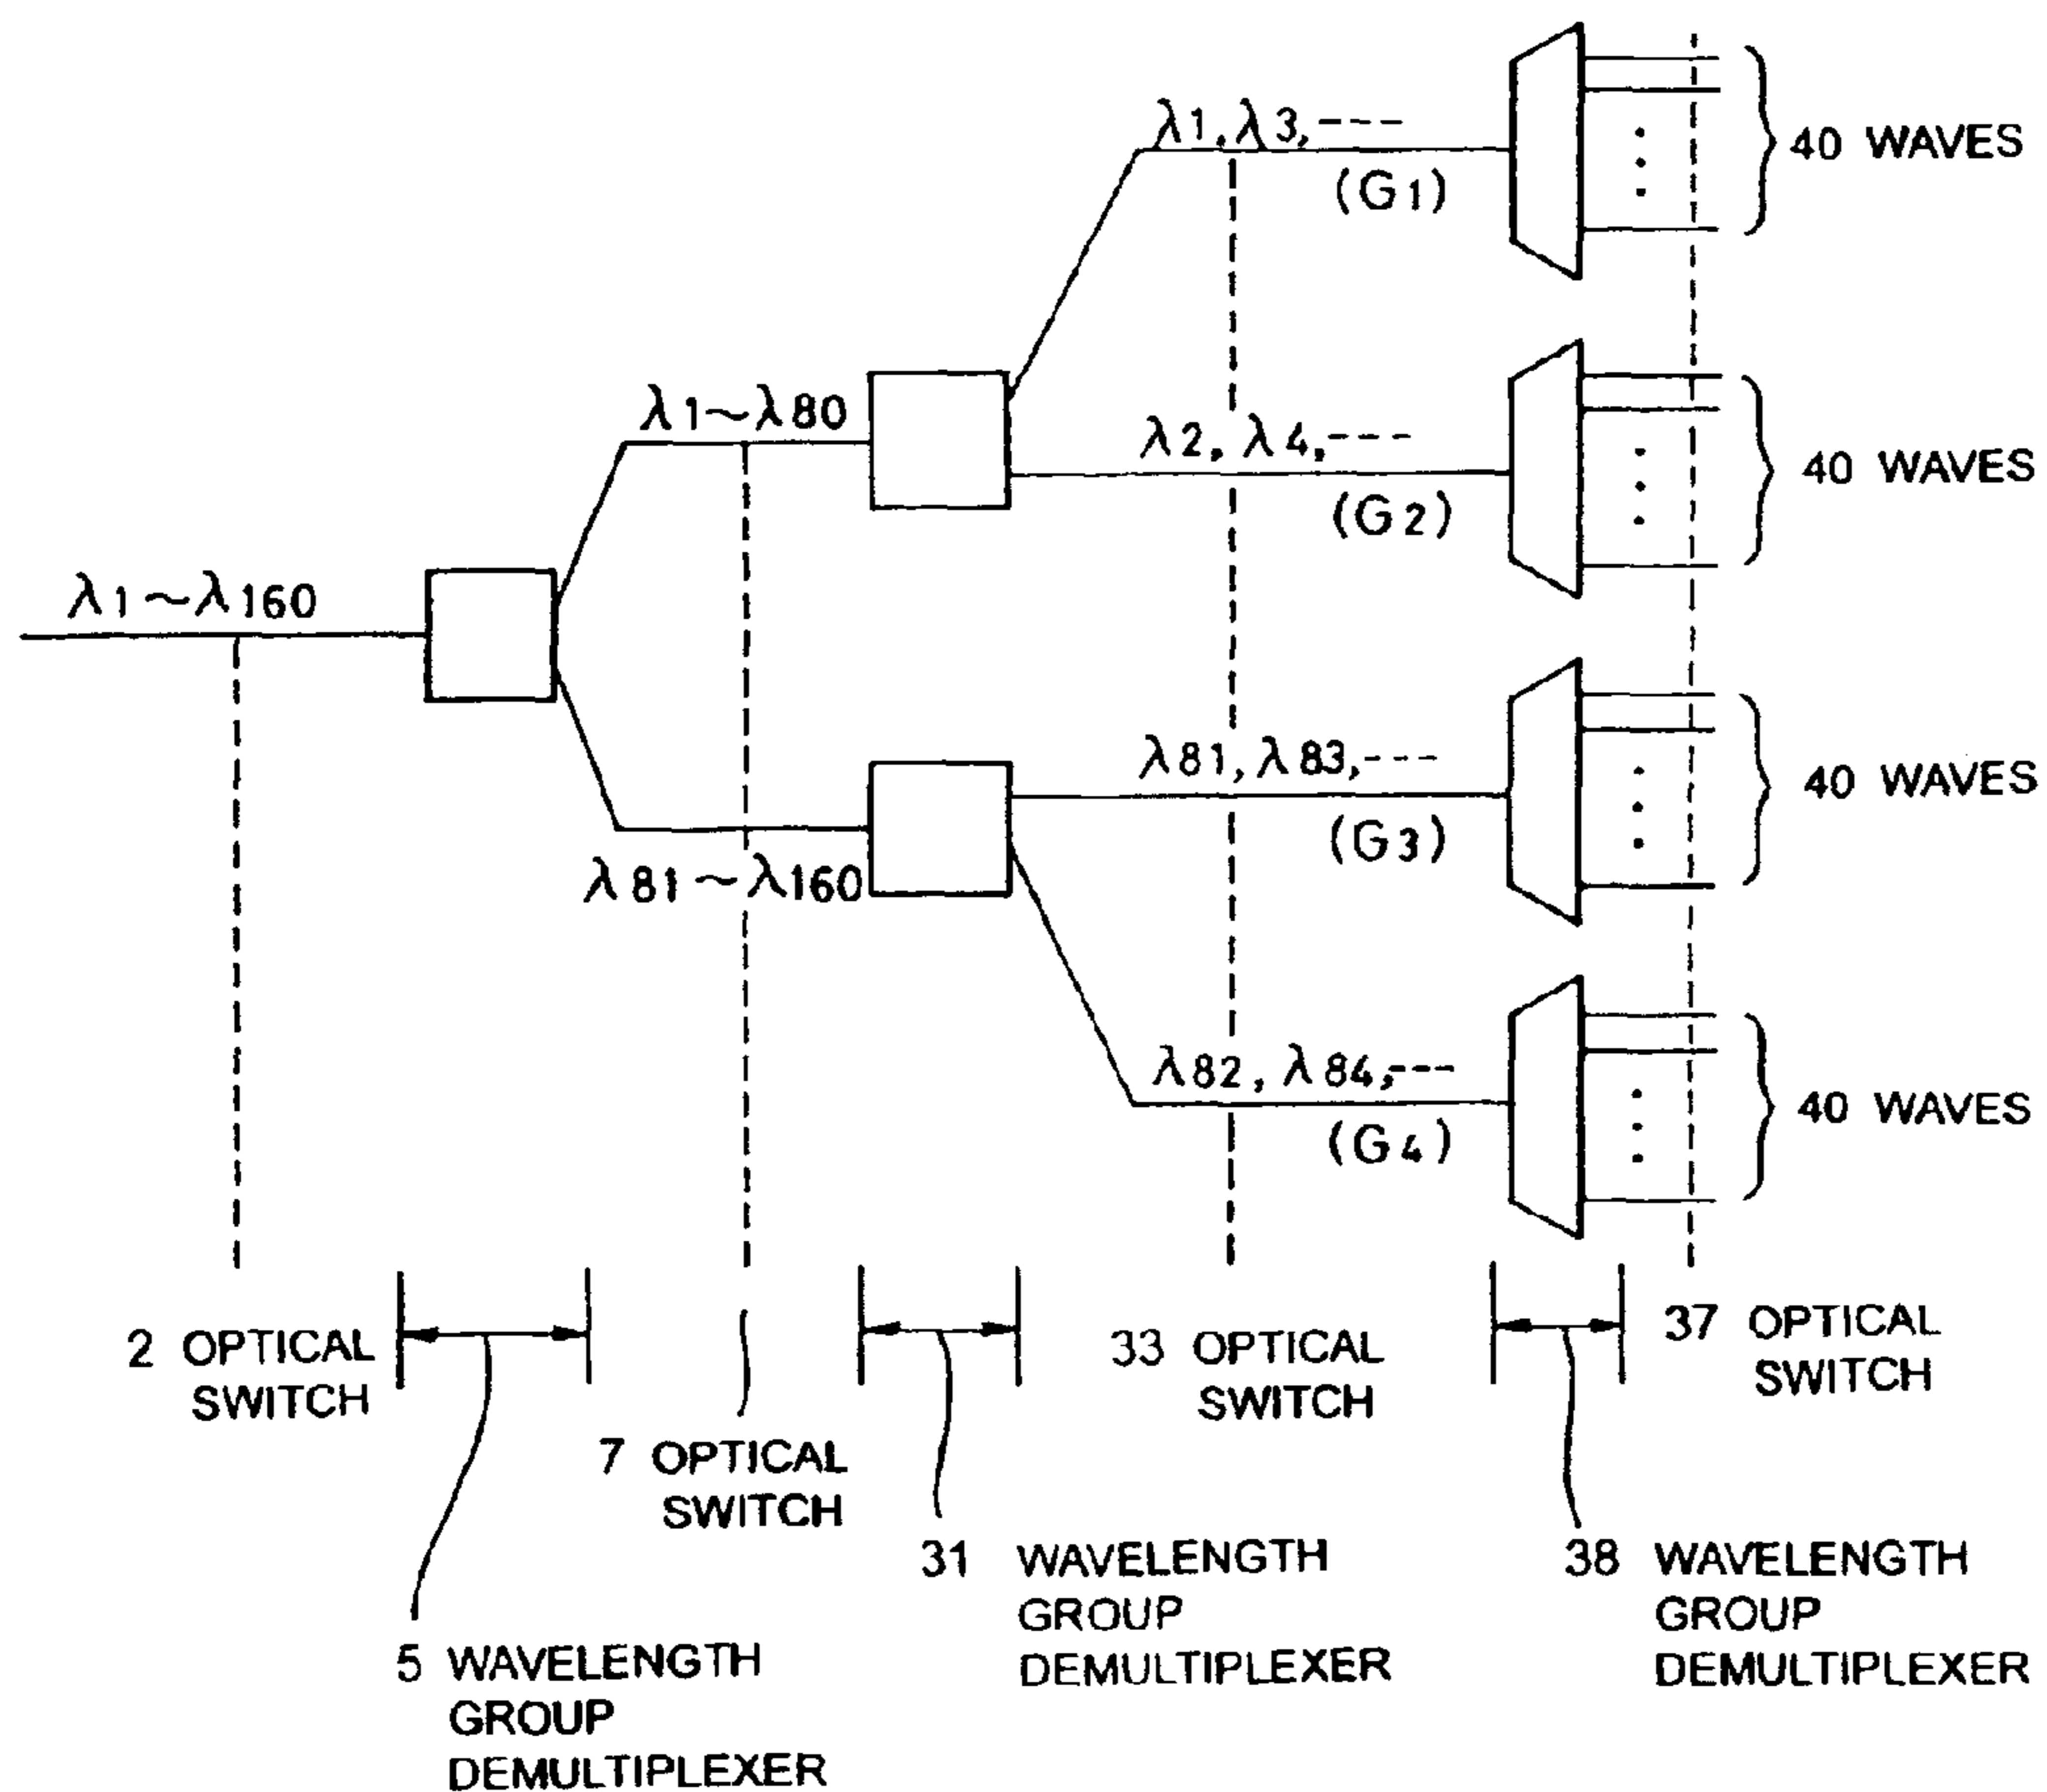 λ1, λ3, ---
(G1)
40 WAVES
λ1~λ80
λ2, λ4, ---
(G2)
40 WAVES
λ1~λ160
λ81, λ83, ---
(G3)
40 WAVES
λ81~λ160
λ82, λ84, ---
(G4)
40 WAVES
2 OPTICAL
SWITCH
7 OPTICAL
SWITCH
33 OPTICAL
SWITCH
37 OPTICAL
SWITCH
5 WAVELENGTH
GROUP
DEMULTIPLEXER
31 WAVELENGTH
GROUP
DEMULTIPLEXER
38 WAVELENGTH
GROUP
DEMULTIPLEXER